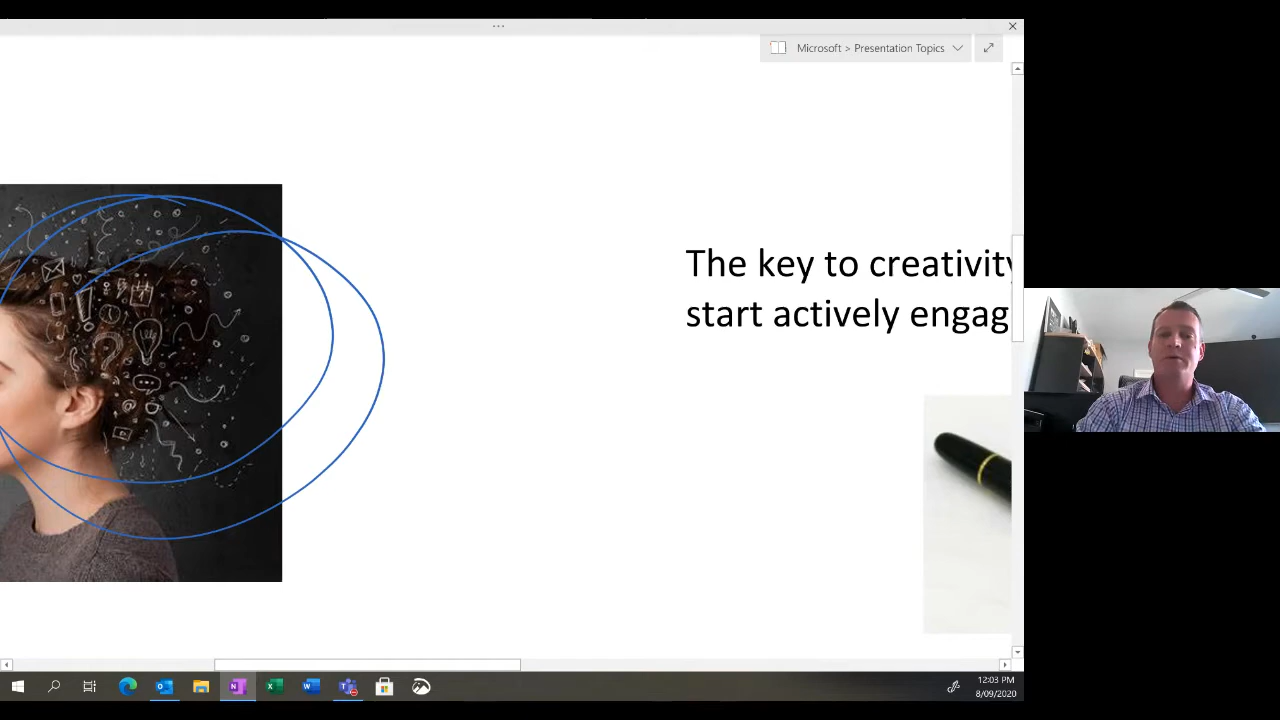 Microsoft > Presentation Topics
The key to creativity
start actively engag
12:03 PM
8/09/2020